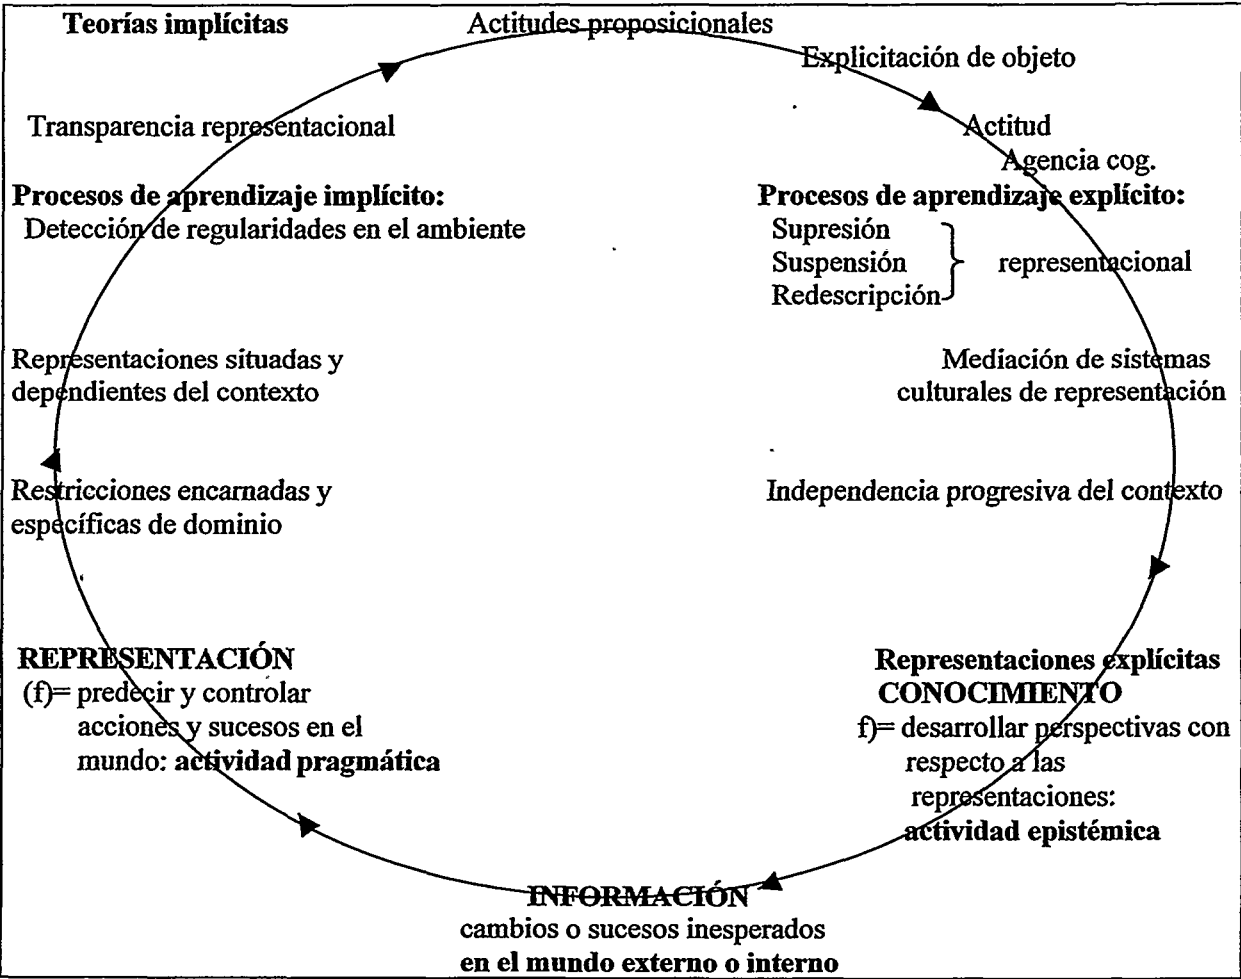 Teorías implícitas
Actitudes proposicionales
Explicitación de objeto
Transparencia representacional
Actitud
Agencia cog.
Procesos de aprendizaje implícito:
Detección de regularidades en el ambiente
Procesos de aprendizaje explícito:
Supresión
Suspensión
Redescripción
representacional
Representaciones situadas y
dependientes del contexto
Mediación de sistemas
culturales de representación
Restricciones encarnadas y
específicas de dominio
Independencia progresiva del contexto
REPRESENTACIÓN
(f)= predecir y controlar
acciones y sucesos en el
mundo: actividad pragmática
Representaciones explícitas
CONOCIMIENTO
f)= desarrollar perspectivas con
respecto a las
representaciones:
actividad epistémica
INFORMACIÓN
cambios o sucesos inesperados
en el mundo externo o interno